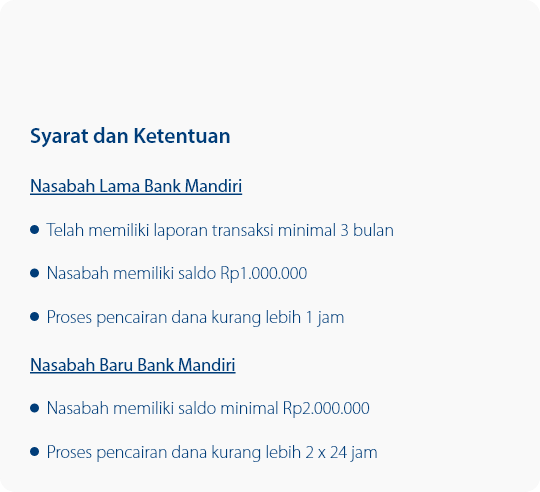 Syarat dan Ketentuan
Nasabah Lama Bank Mandiri
• Telah memiliki laporan transaksi minimal 3 bulan
• Nasabah memiliki saldo Rp1.000.000
• Proses pencairan dana kurang lebih 1 jam
Nasabah Baru Bank Mandiri
• Nasabah memiliki saldo minimal Rp2.000.000
• Proses pencairan dana kurang lebih 2 x 24 jam